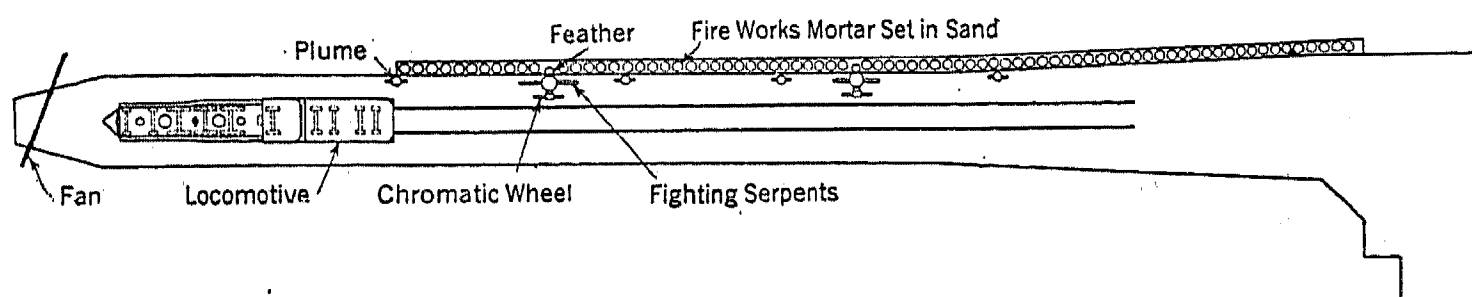 Plume
Feather
Fire Works Mortar Set in Sand
Fan
Locomotive
Chromatic Wheel
Fighting Serpents